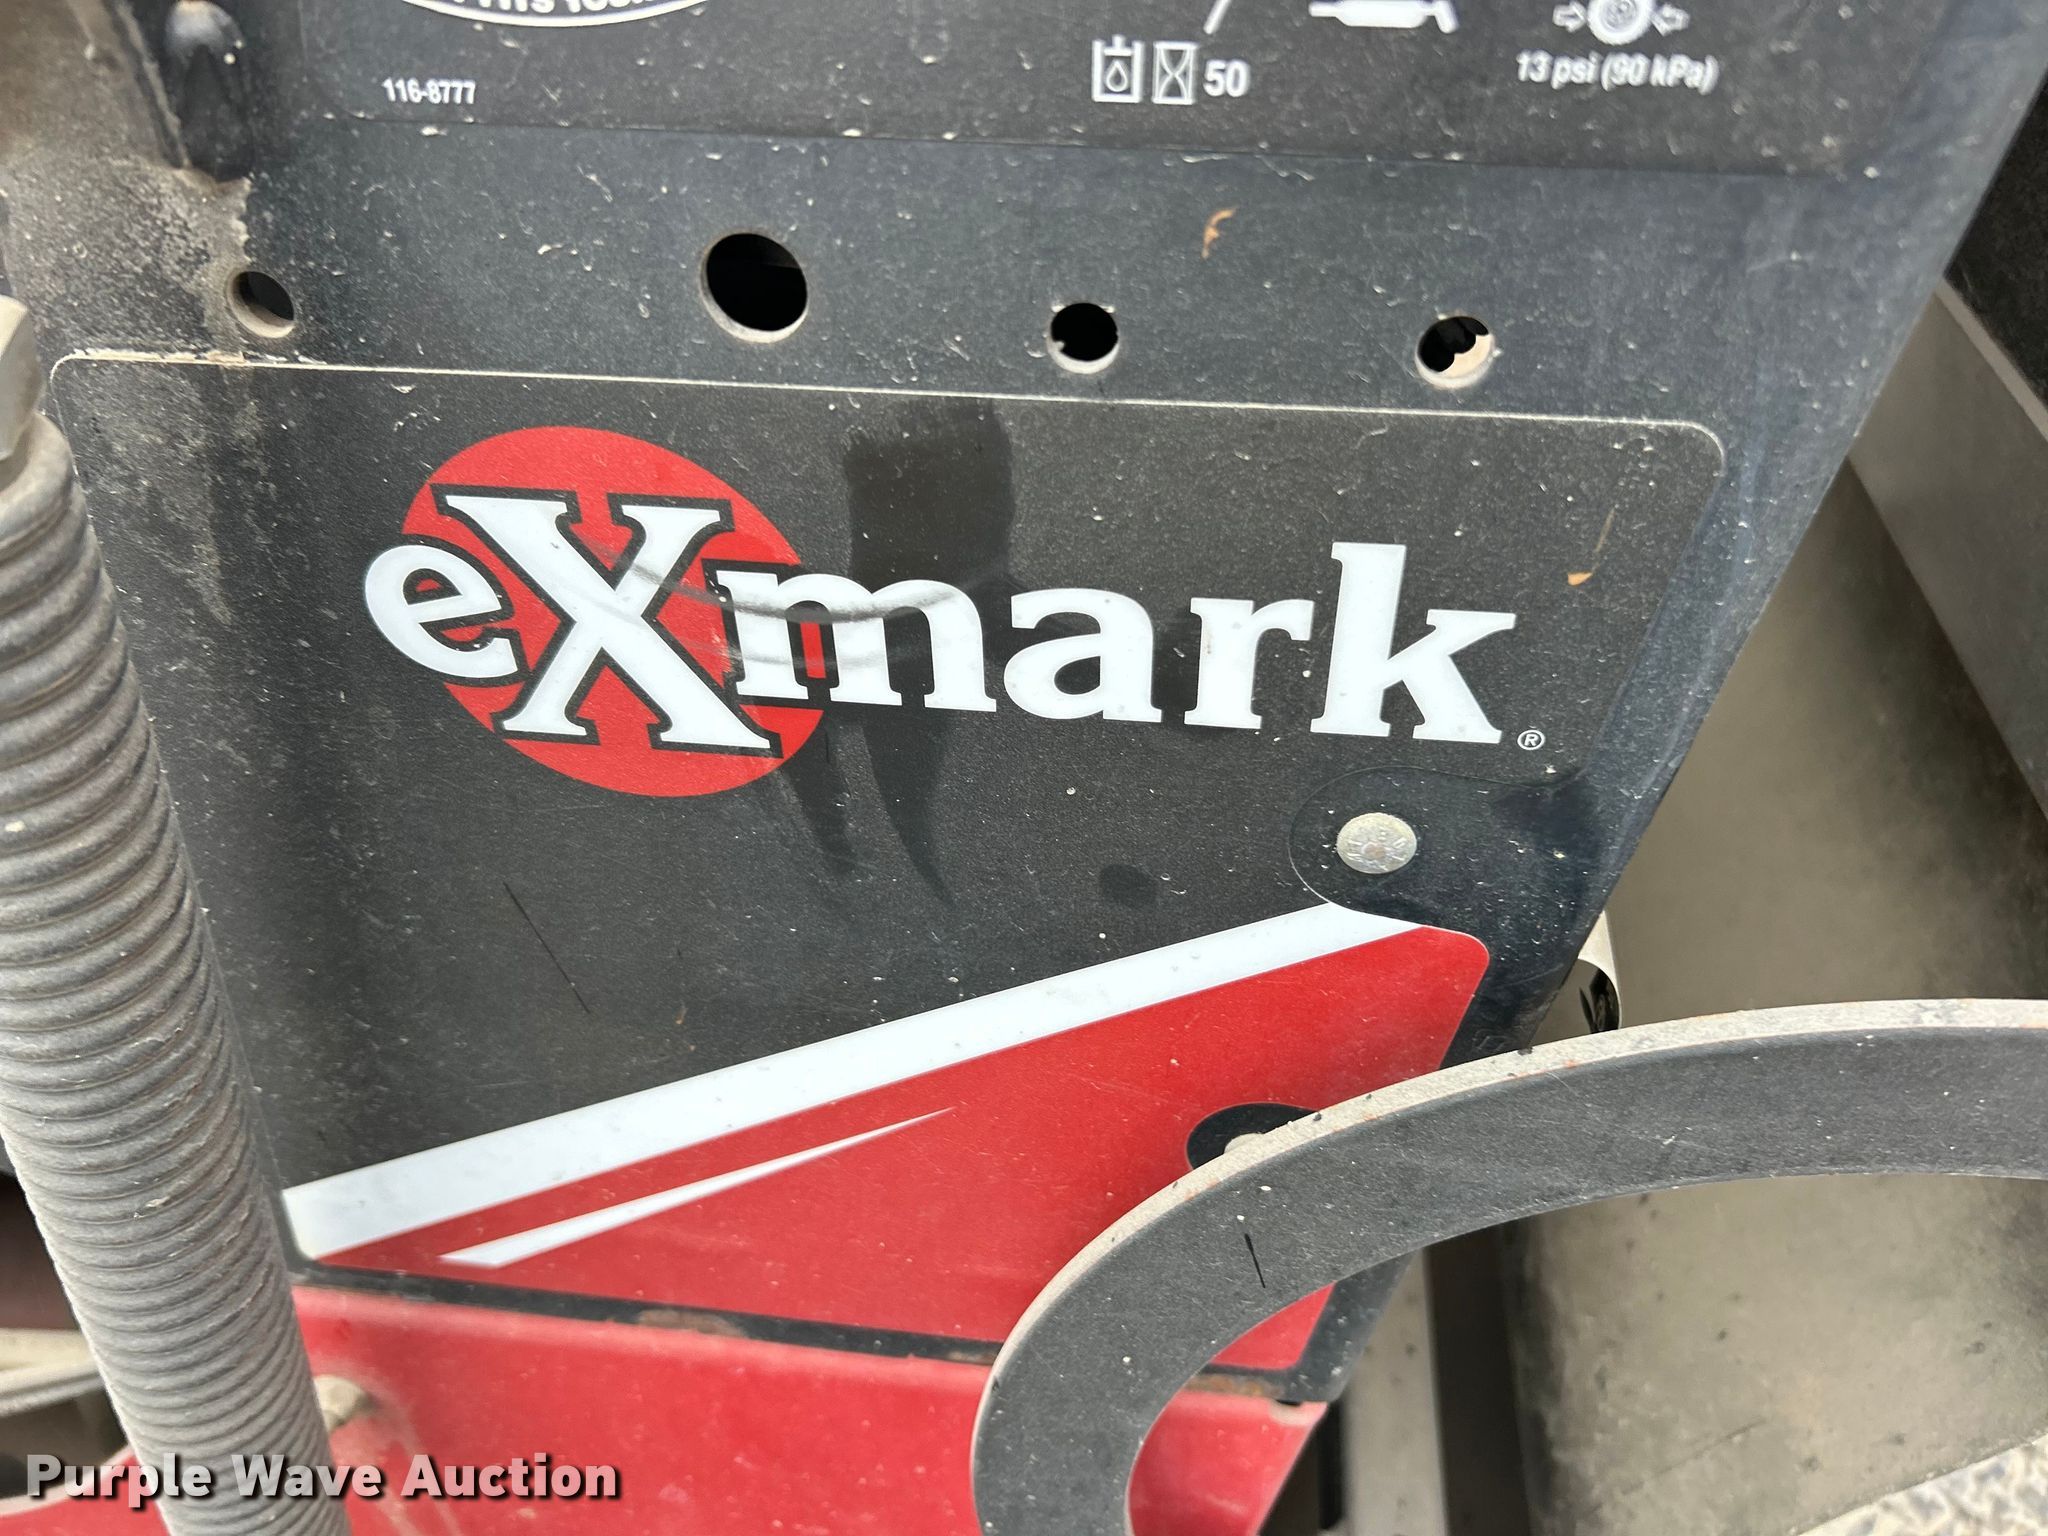 50
13 psi (90 kPa)
116-8777
eXmark®
Purple Wave Auction